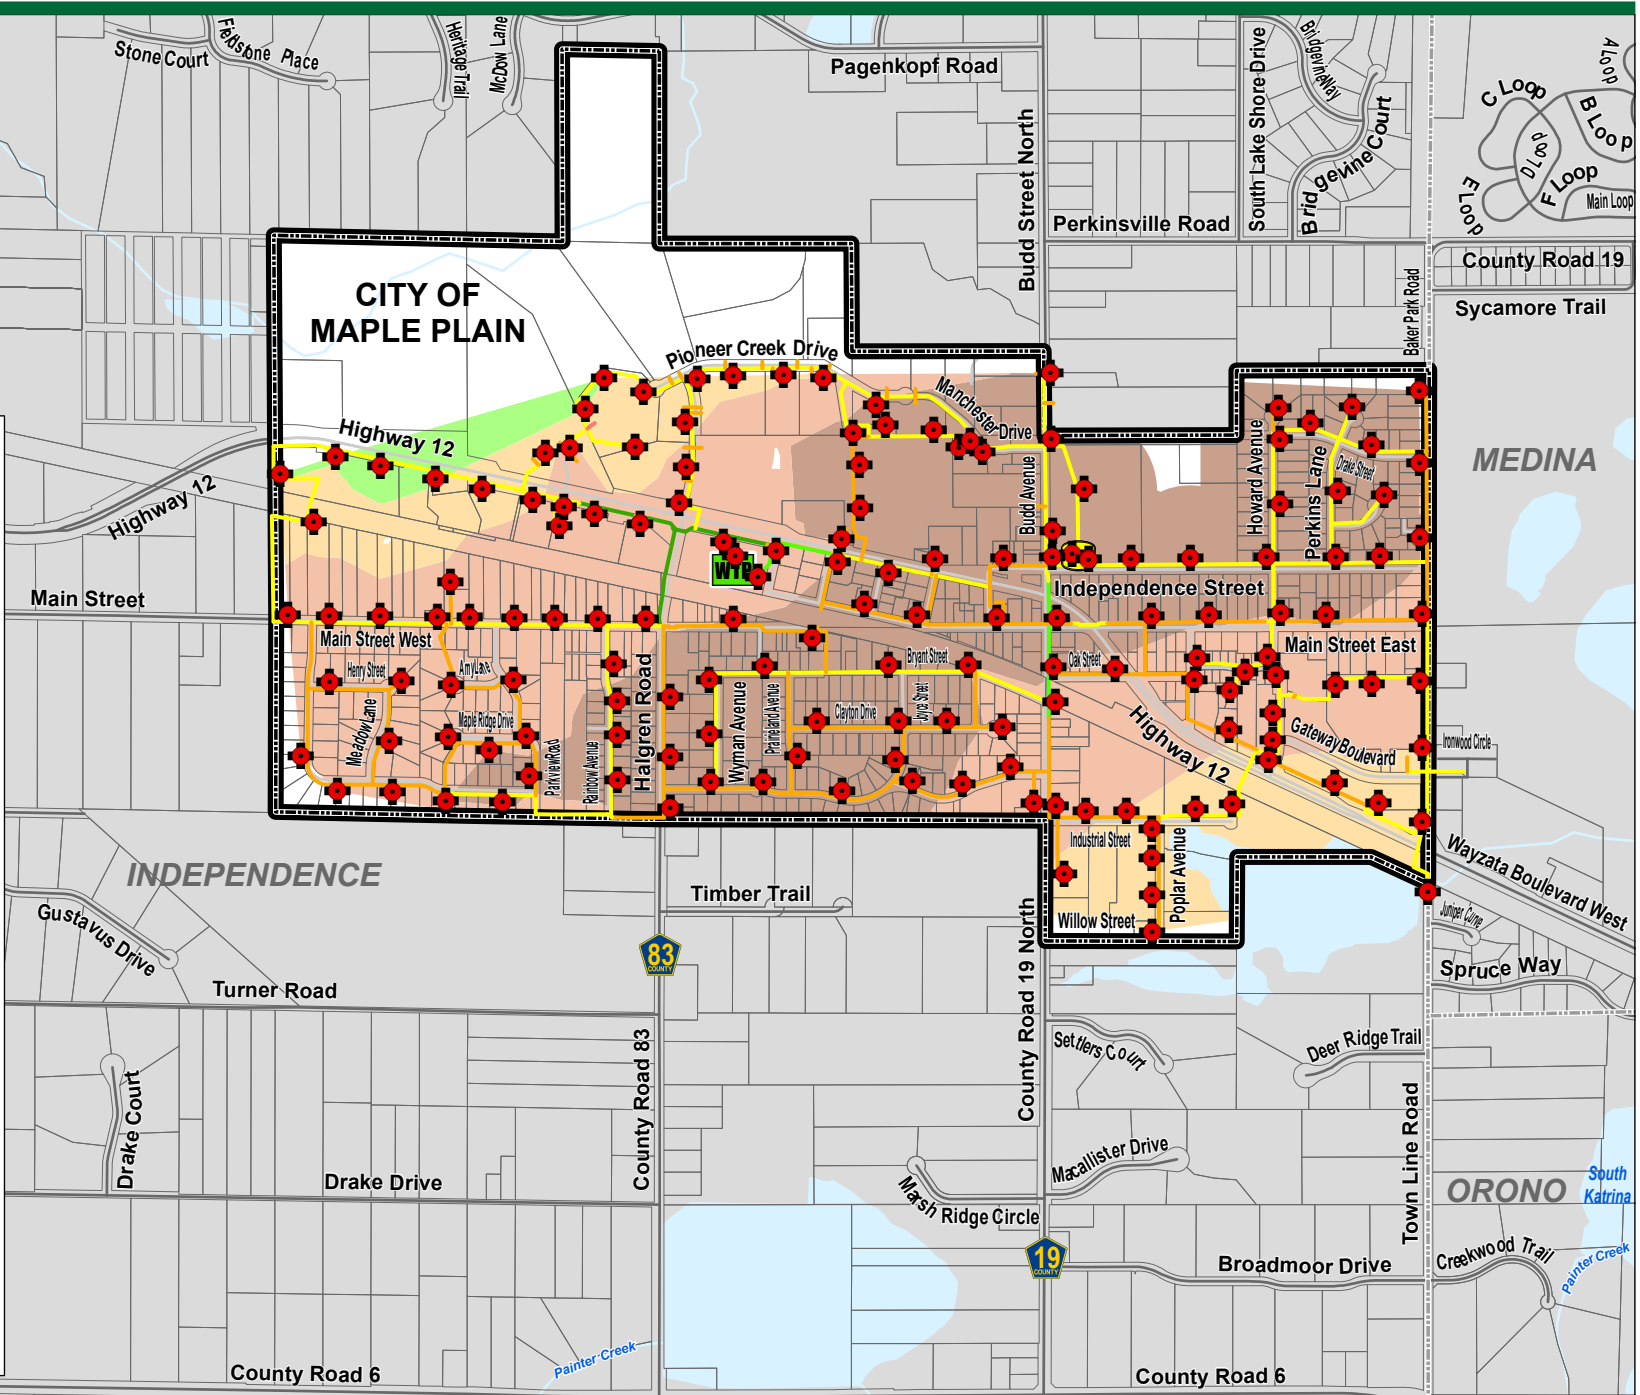 Stone Court
Fieldstone Place
Heritage Trail
McDow Lane
Pagenkopf Road
Budd Street North
South Lake Shore Drive
Bridgevine Way
Bridgevine Court
A Loop
C Loop
B Loop
D Loop
F Loop
E Loop
Main Loop
Perkinsville Road
County Road 19
Sycamore Trail
Baker Park Road
CITY OF
MAPLE PLAIN
Pioneer Creek Drive
Manchester Drive
Highway 12
Highway 12
Budd Avenue
Howard Avenue
Perkins Lane
Drake Street
MEDINA
WTP
Main Street
Independence Street
Main Street West
Main Street East
Henry Street
Amy Lane
Bryant Street
Oak Street
Halgren Road
Meadow Lane
Maple Ridge Drive
Parkview Road
Rainbow Avenue
Wyman Avenue
Prairieland Avenue
Clayton Drive
Joyce Street
Highway 12
Gateway Boulevard
Ironwood Circle
Industrial Street
Poplar Avenue
Willow Street
Wayzata Boulevard West
Juniper Curve
Spruce Way
INDEPENDENCE
Gustavus Drive
Timber Trail
83
COUNTY
County Road 19 North
Turner Road
County Road 83
Settlers Court
Deer Ridge Trail
Drake Court
Town Line Road
Macallister Drive
Drake Drive
Marsh Ridge Circle
ORONO
South
Katrina
19
COUNTY
Broadmoor Drive
Creekwood Trail
Painter Creek
Painter Creek
County Road 6
County Road 6